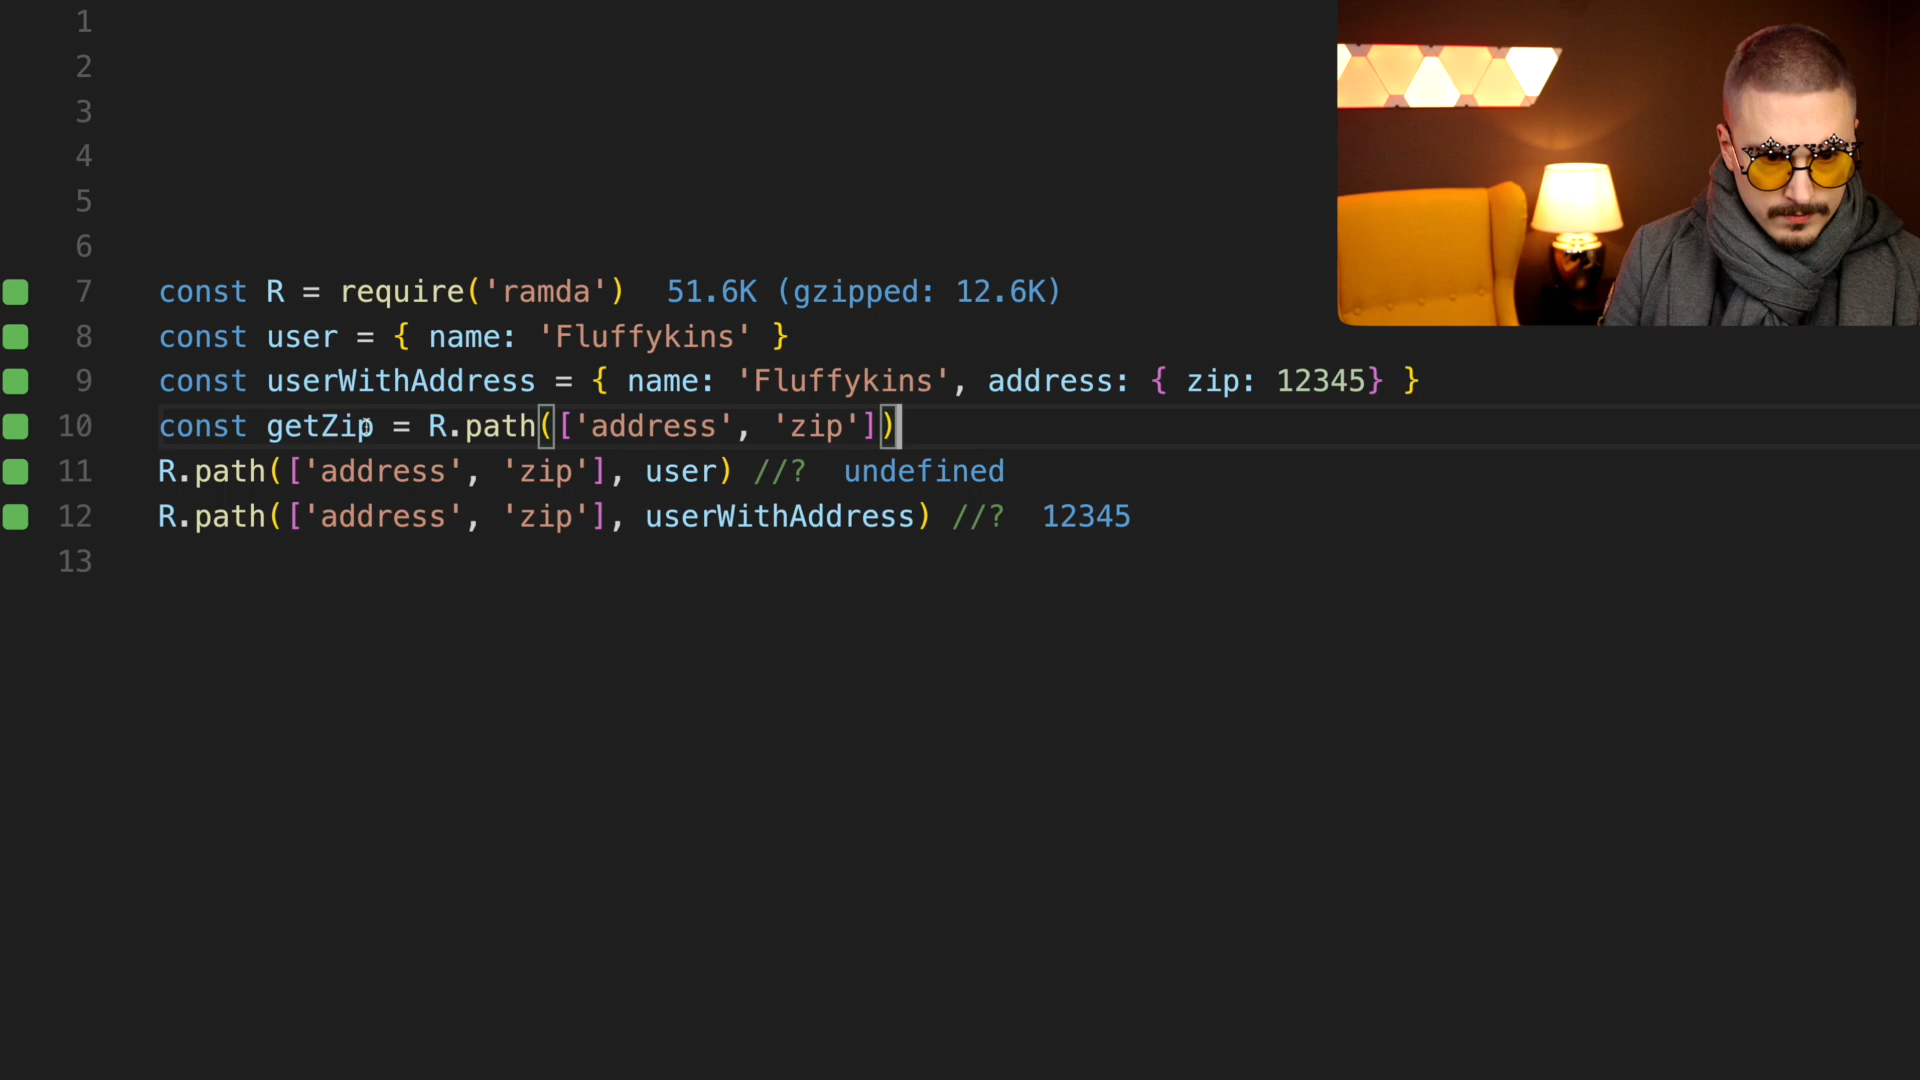 1
2
3
4
5
6
7 const R = require('ramda') 51.6K (gzipped: 12.6K)
8 const user = { name: 'Fluffykins' }
9 const userWithAddress = { name: 'Fluffykins', address: { zip: 12345} }
10 const getZip = R.path(['address', 'zip'])
11 R.path(['address', 'zip'], user) //? undefined
12 R.path(['address', 'zip'], userWithAddress) //? 12345
13